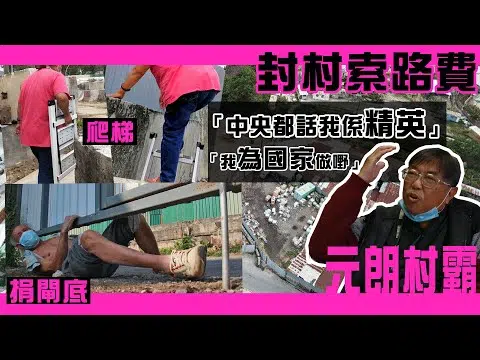 封村索路費
爬梯
「中央都話我係精英」
「我為國家做嘢」
捐閘底
元朗村霸